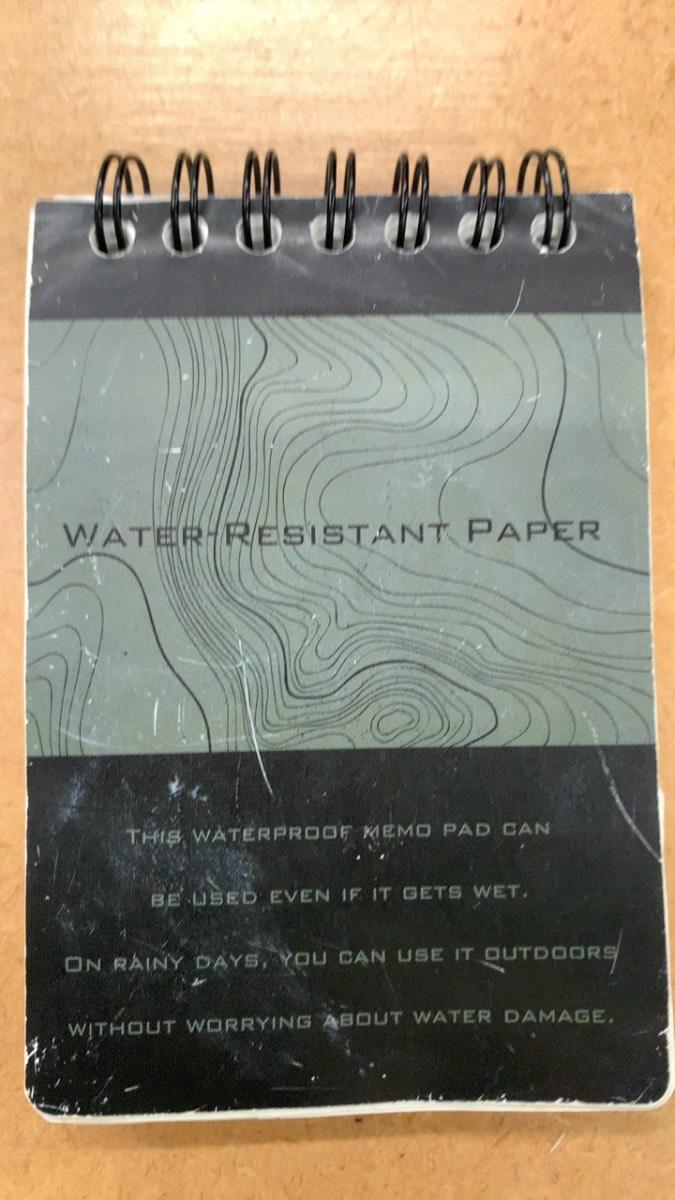 WATER-RESISTANT PAPER
THIS WATERPROOF MEMO PAD CAN
BE USED EVEN IF IT GETS WET.
ON RAINY DAYS, YOU CAN USE IT OUTDOORS
WITHOUT WORRYING ABOUT WATER DAMAGE.